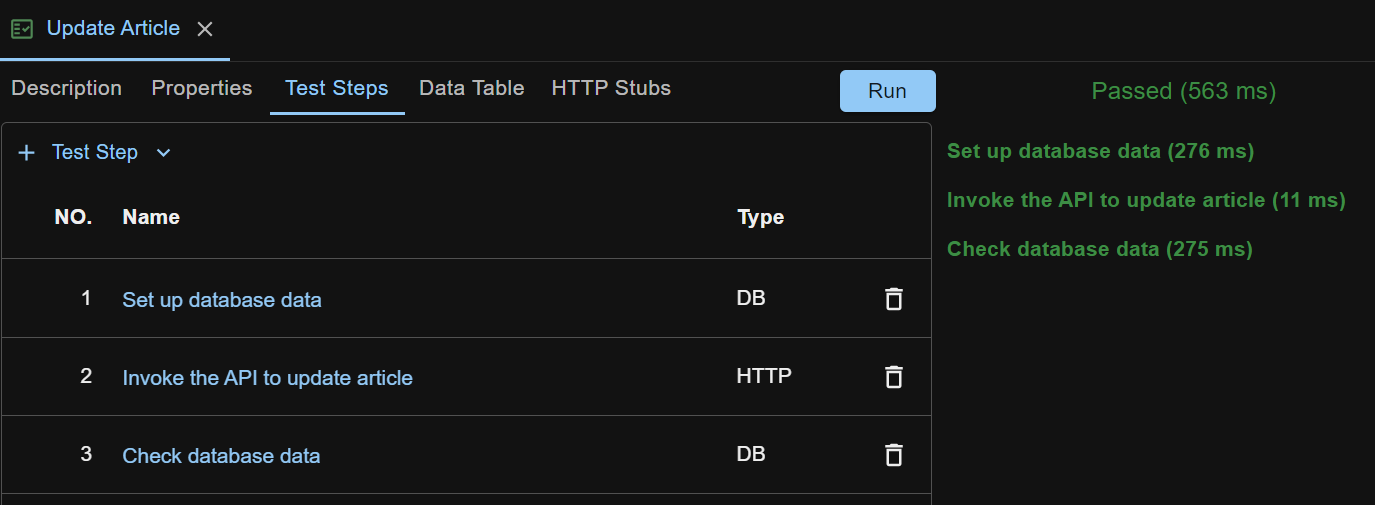 Update Article
Description Properties Test Steps Data Table HTTP Stubs Run Passed (563 ms)
Test Step
NO. Name Type
1 Set up database data DB
2 Invoke the API to update article HTTP
3 Check database data DB
Set up database data (276 ms)
Invoke the API to update article (11 ms)
Check database data (275 ms)